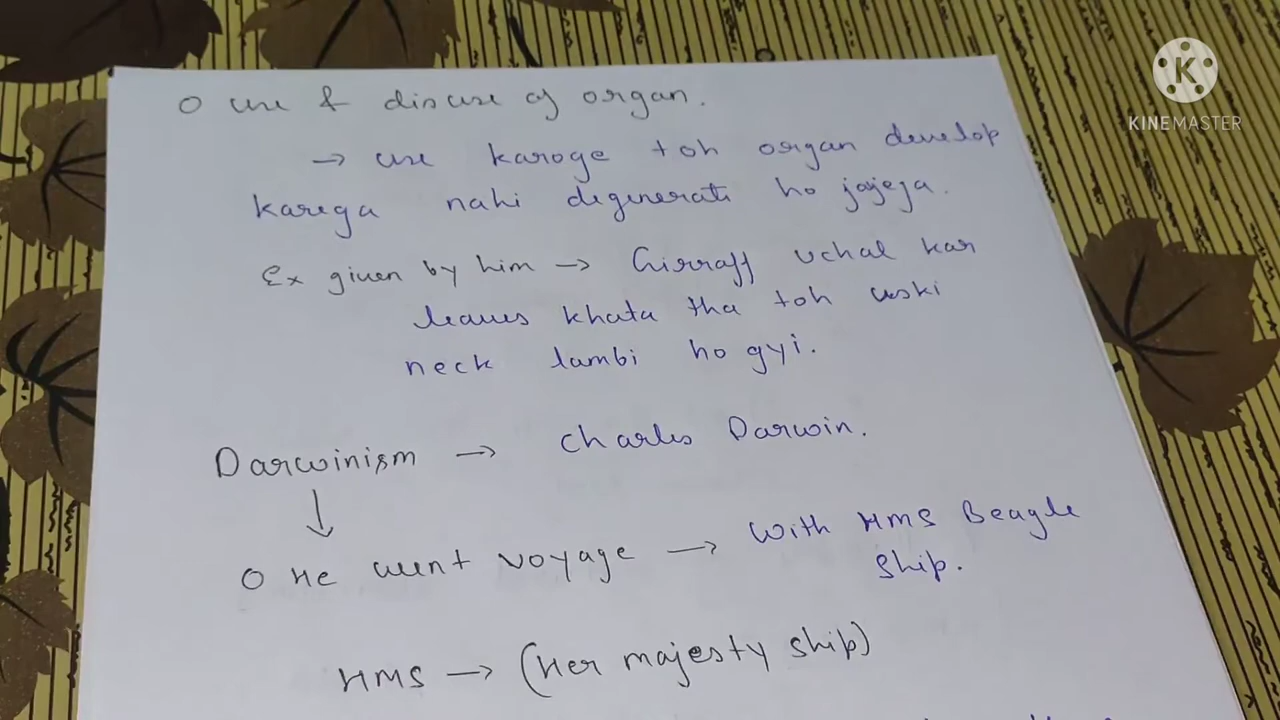 O use & disuse of organ.
→ use karoge toh organ develop
karega nahi degenerate ho jayega.
Ex given by him → Girraff uchal kar
leaves khata tha toh uski
neck lambi ho gyi.
Darwinism → Charles Darwin.
↓
O He went voyage → With HMS Beagle
ship.
HMS → (Her majesty ship)
K
KINEMASTER